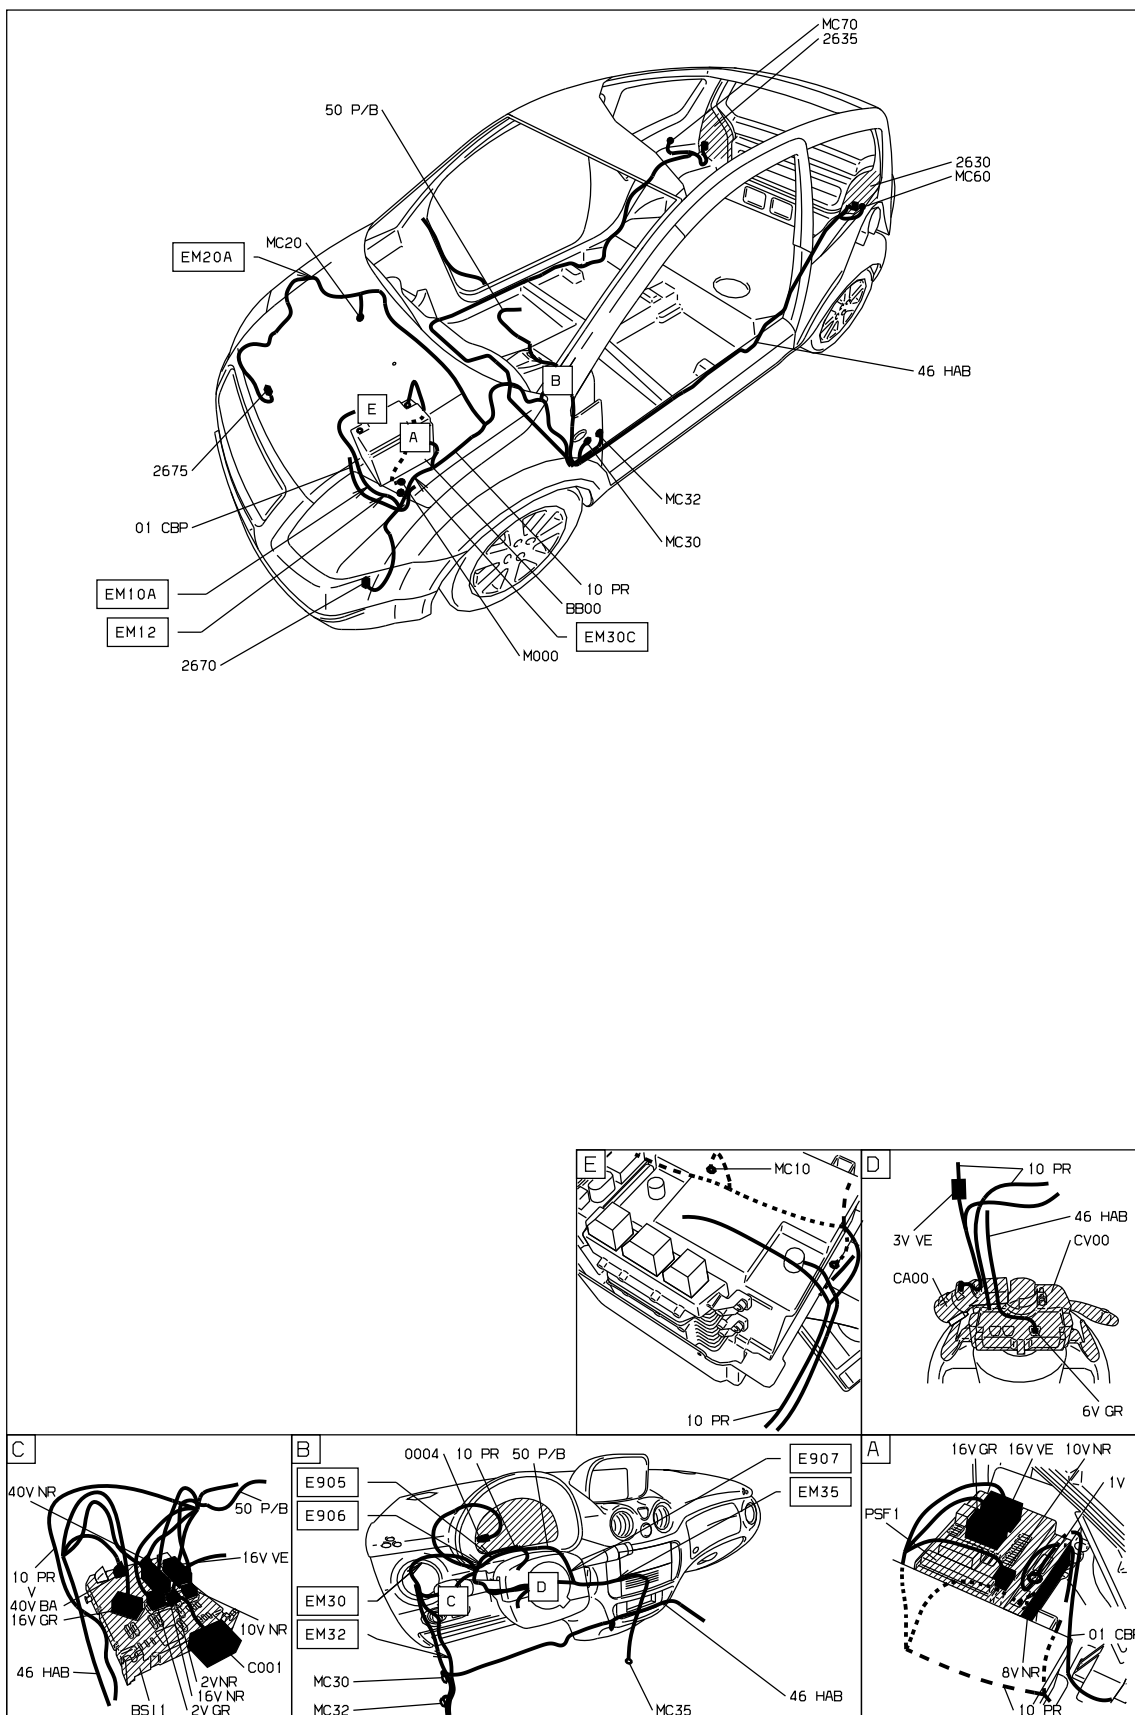 MC70
2635
50 P/B
2630
MC60
MC20
EM20A
46 HAB
B
E
A
2675
MC32
01 CBP
MC30
10 PR
EM10A
BB00
EM12
EM30C
M000
2670
E
MC10
10 PR
D
10 PR
46 HAB
3V VE
CV00
CA00
6V GR
C
40V NR
50 P/B
16V VE
10 PR
V
40V BA
16V GR
10V NR
46 HAB
C001
2V NR
16V NR
BSI1
2V GR
B
0004
10 PR
50 P/B
E905
E907
E906
EM35
D
C
EM30
EM32
MC30
MC32
46 HAB
MC35
A
16V GR
16V VE
10V NR
1V
PSF1
01 CBP
8V NR
10 PR